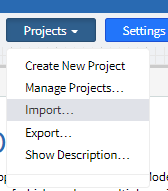 Projects
Settings
Create New Project
Manage Projects...
Import...
Export...
Show Description...